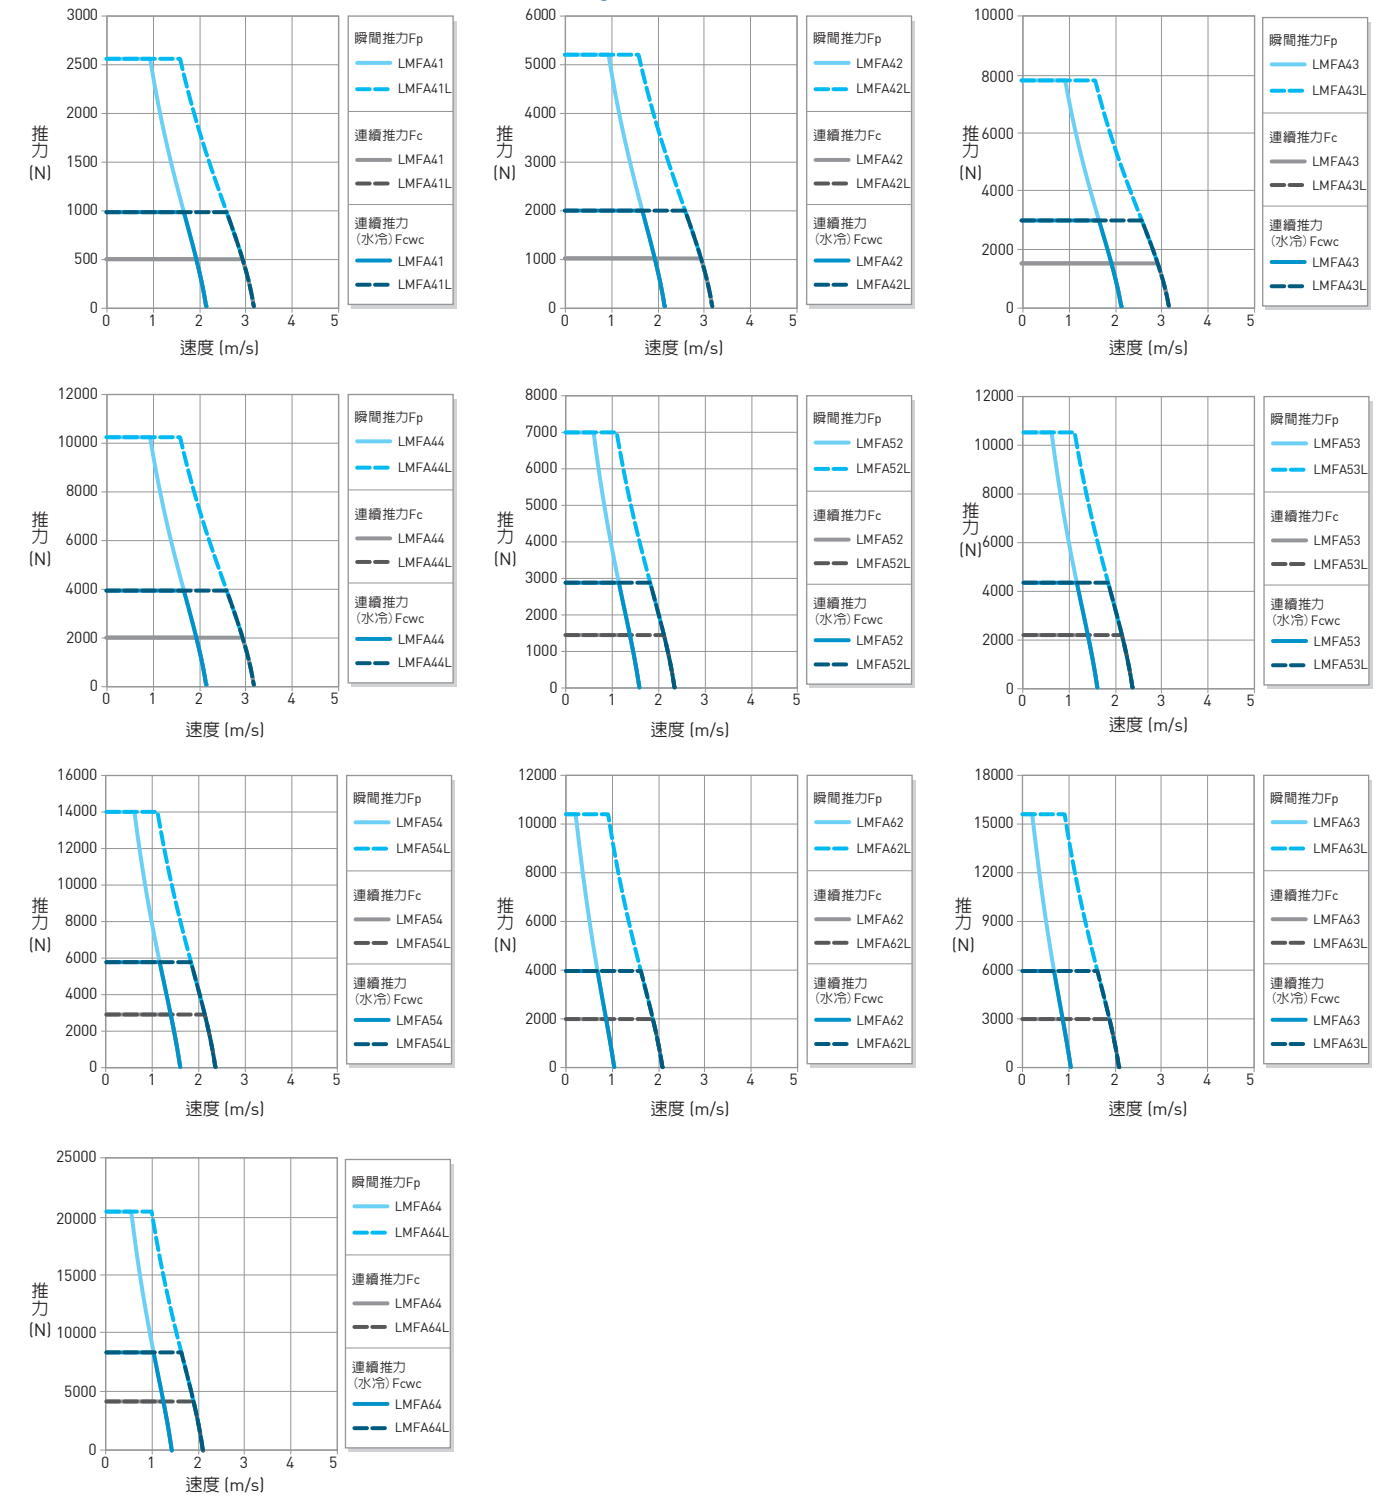 3000
2500
2000
1500
1000
500
0
0 1 2 3 4 5
推力
(N)
速度 (m/s)
瞬間推力Fp
LMFA41
LMFA41L
連續推力Fc
LMFA41
LMFA41L
連續推力
(水冷) Fcwc
LMFA41
LMFA41L
6000
5000
4000
3000
2000
1000
0
0 1 2 3 4 5
推力
(N)
速度 (m/s)
瞬間推力Fp
LMFA42
LMFA42L
連續推力Fc
LMFA42
LMFA42L
連續推力
(水冷) Fcwc
LMFA42
LMFA42L
10000
8000
6000
4000
2000
0
0 1 2 3 4 5
推力
(N)
速度 (m/s)
瞬間推力Fp
LMFA43
LMFA43L
連續推力Fc
LMFA43
LMFA43L
連續推力
(水冷) Fcwc
LMFA43
LMFA43L
12000
10000
8000
6000
4000
2000
0
0 1 2 3 4 5
推力
(N)
速度 (m/s)
瞬間推力Fp
LMFA44
LMFA44L
連續推力Fc
LMFA44
LMFA44L
連續推力
(水冷) Fcwc
LMFA44
LMFA44L
8000
7000
6000
5000
4000
3000
2000
1000
0
0 1 2 3 4 5
推力
(N)
速度 (m/s)
瞬間推力Fp
LMFA52
LMFA52L
連續推力Fc
LMFA52
LMFA52L
連續推力
(水冷) Fcwc
LMFA52
LMFA52L
12000
10000
8000
6000
4000
2000
0
0 1 2 3 4 5
推力
(N)
速度 (m/s)
瞬間推力Fp
LMFA53
LMFA53L
連續推力Fc
LMFA53
LMFA53L
連續推力
(水冷) Fcwc
LMFA53
LMFA53L
16000
14000
12000
10000
8000
6000
4000
2000
0
0 1 2 3 4 5
推力
(N)
速度 (m/s)
瞬間推力Fp
LMFA54
LMFA54L
連續推力Fc
LMFA54
LMFA54L
連續推力
(水冷) Fcwc
LMFA54
LMFA54L
12000
10000
8000
6000
4000
2000
0
0 1 2 3 4 5
推力
(N)
速度 (m/s)
瞬間推力Fp
LMFA62
LMFA62L
連續推力Fc
LMFA62
LMFA62L
連續推力
(水冷) Fcwc
LMFA62
LMFA62L
18000
15000
12000
9000
6000
3000
0
0 1 2 3 4 5
推力
(N)
速度 (m/s)
瞬間推力Fp
LMFA63
LMFA63L
連續推力Fc
LMFA63
LMFA63L
連續推力
(水冷) Fcwc
LMFA63
LMFA63L
25000
20000
15000
10000
5000
0
0 1 2 3 4 5
推力
(N)
速度 (m/s)
瞬間推力Fp
LMFA64
LMFA64L
連續推力Fc
LMFA64
LMFA64L
連續推力
(水冷) Fcwc
LMFA64
LMFA64L